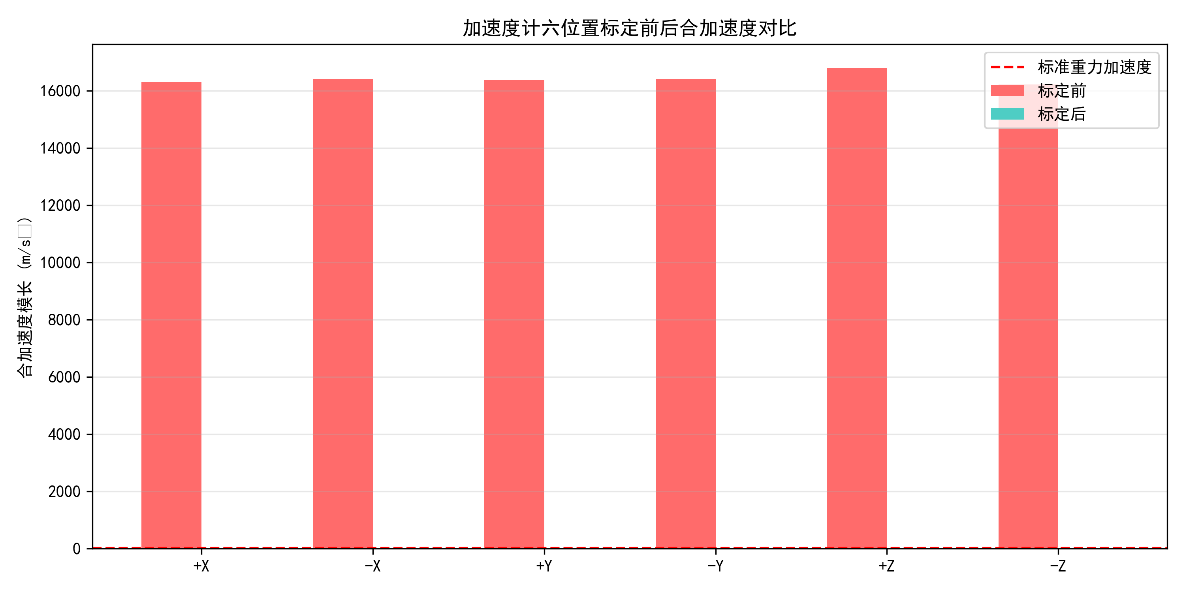 加速度计六位置标定前后合加速度对比
合加速度模长 (m/s□)
16000
14000
12000
10000
8000
6000
4000
2000
0
+X
-X
+Y
-Y
+Z
-Z
标准重力加速度
标定前
标定后